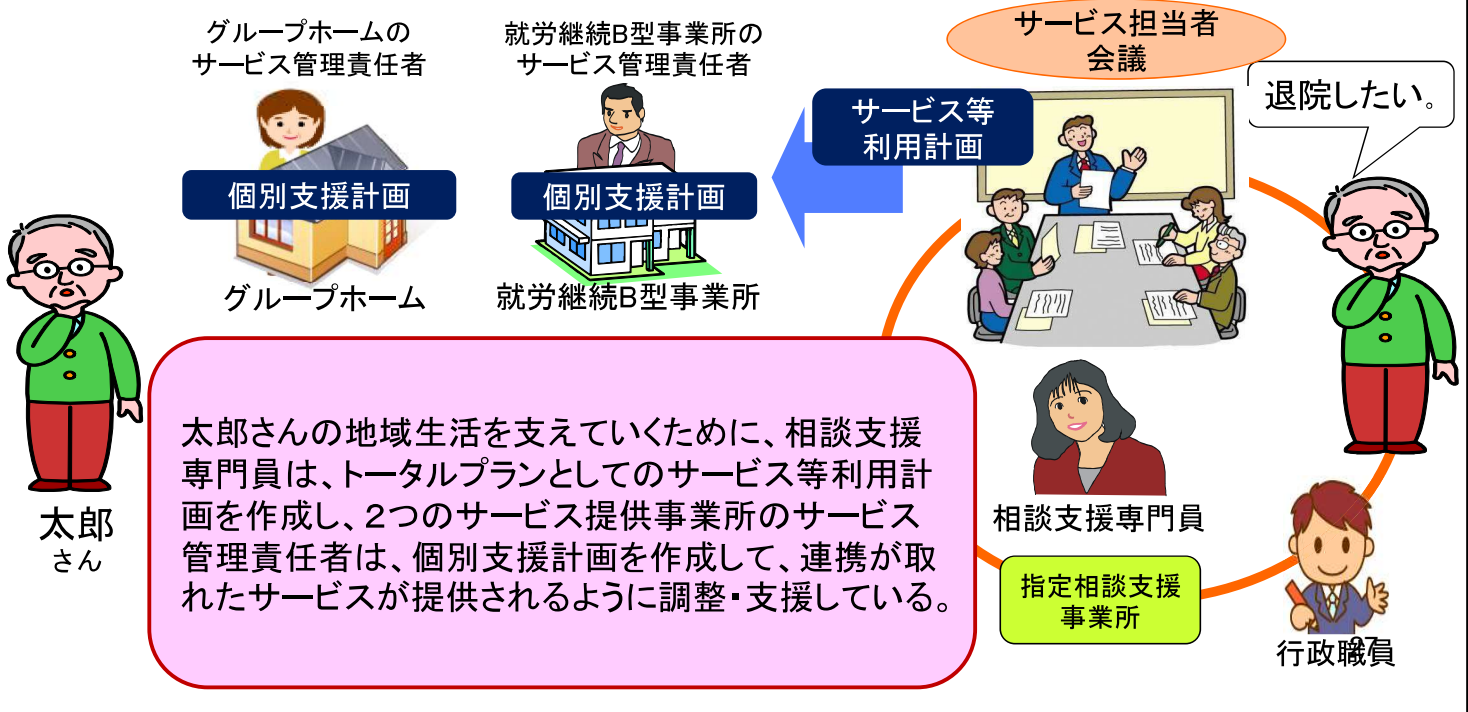 グループホームの
サービス管理責任者
就労継続B型事業所の
サービス管理責任者
サービス担当者
会議
退院したい。
サービス等
利用計画
個別支援計画
個別支援計画
グループホーム
就労継続B型事業所
太郎さんの地域生活を支えていくために、相談支援
専門員は、トータルプランとしてのサービス等利用計
画を作成し、２つのサービス提供事業所のサービス
管理責任者は、個別支援計画を作成して、連携が取
れたサービスが提供されるように調整・支援している。
太郎
さん
相談支援専門員
指定相談支援
事業所
行政職員
27